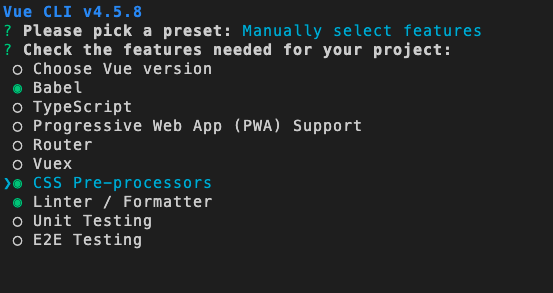 Vue CLI v4.5.8
? Please pick a preset: Manually select features
? Check the features needed for your project:
○ Choose Vue version
◉ Babel
○ TypeScript
○ Progressive Web App (PWA) Support
○ Router
○ Vuex
❯◉ CSS Pre-processors
◉ Linter / Formatter
○ Unit Testing
○ E2E Testing